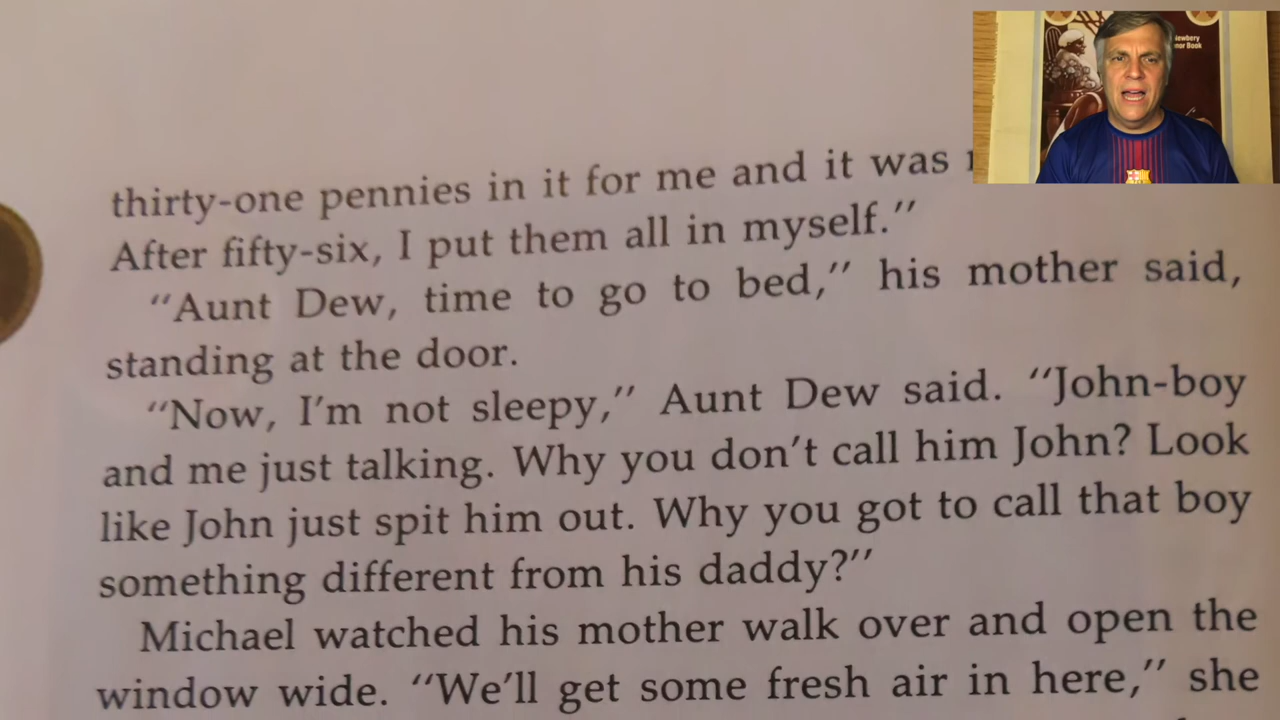 thirty-one pennies in it for me and it was
After fifty-six, I put them all in myself.”
“Aunt Dew, time to go to bed,” his mother said,
standing at the door.
“Now, I'm not sleepy,” Aunt Dew said. “John-boy
and me just talking. Why you don't call him John? Look
like John just spit him out. Why you got to call that boy
something different from his daddy?”
Michael watched his mother walk over and open the
window wide. “We'll get some fresh air in here,” she
Book